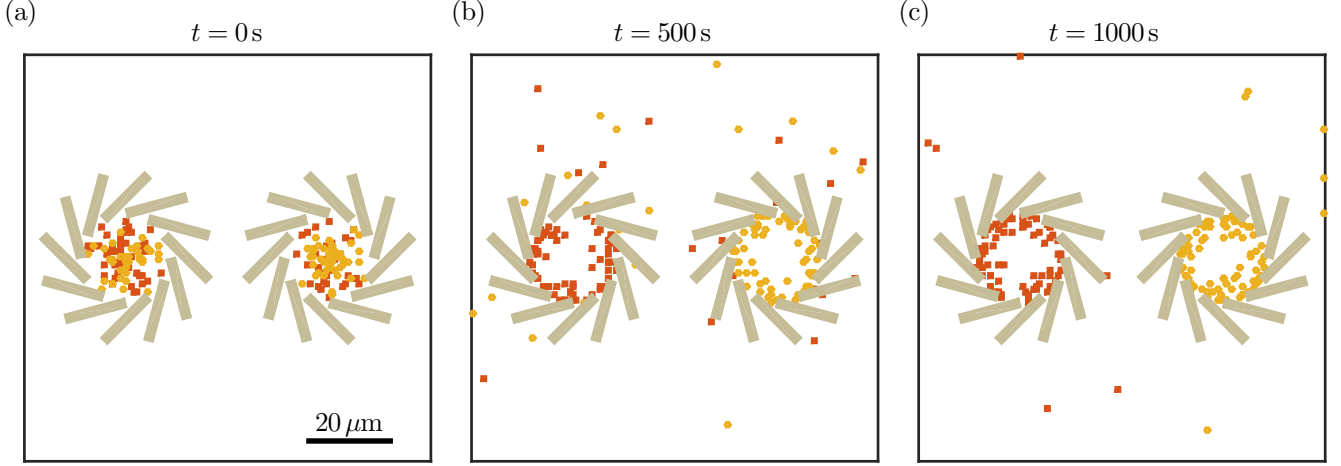 (a)
t = 0 s
(b)
t = 500 s
(c)
t = 1000 s
20 μm